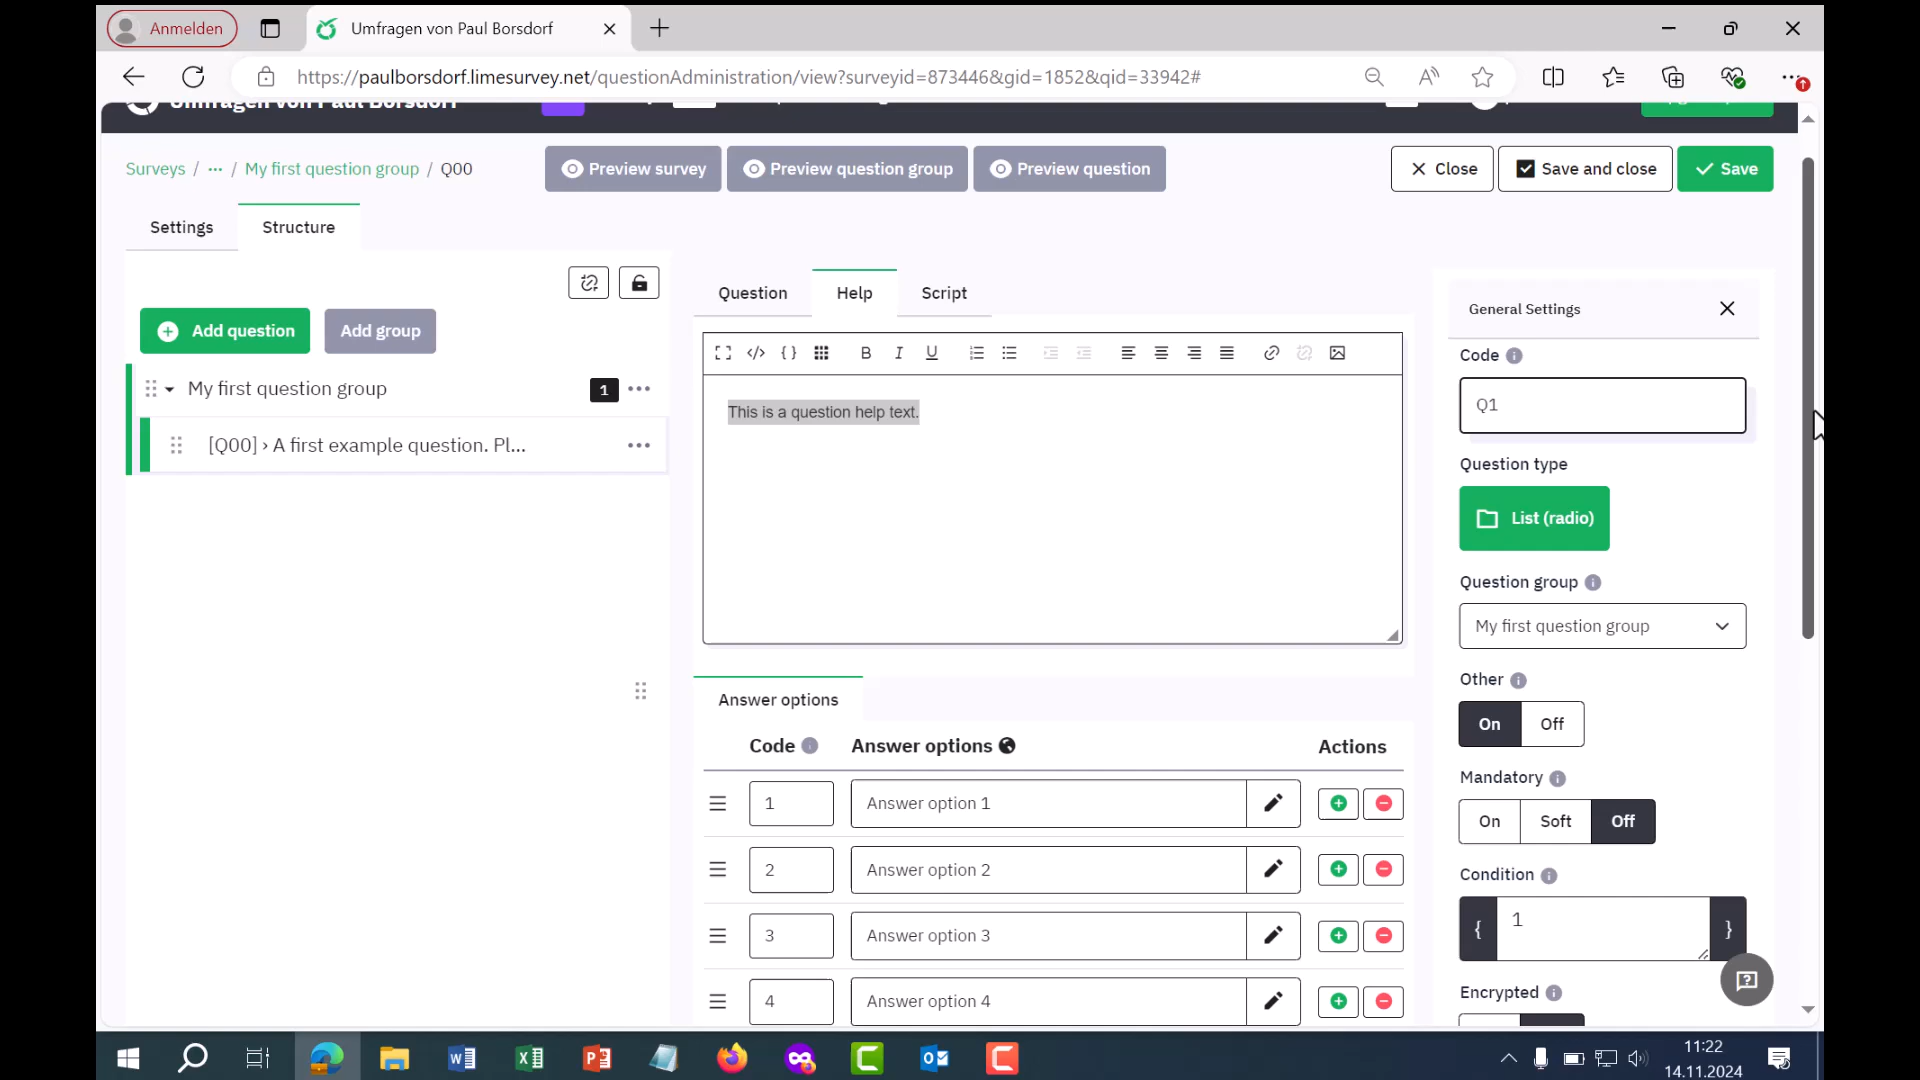 Anmelden
Umfragen von Paul Borsdorf
https://paulborsdorf.limesurvey.net/questionAdministration/view?surveyid=873446&gid=1852&qid=33942#
Umfragen von Paul Borsdorf
Surveys / ... / My first question group / Q00
Preview survey
Preview question group
Preview question
Close
Save and close
Save
Settings
Structure
Add question
Add group
My first question group
1
[Q00] › A first example question. Pl...
Question
Help
Script
This is a question help text.
Answer options
Code
Answer options
Actions
1
Answer option 1
2
Answer option 2
3
Answer option 3
4
Answer option 4
General Settings
Code
Q1
Question type
List (radio)
Question group
My first question group
Other
On
Off
Mandatory
On
Soft
Off
Condition
{
1
}
Encrypted
11:22
14.11.2024